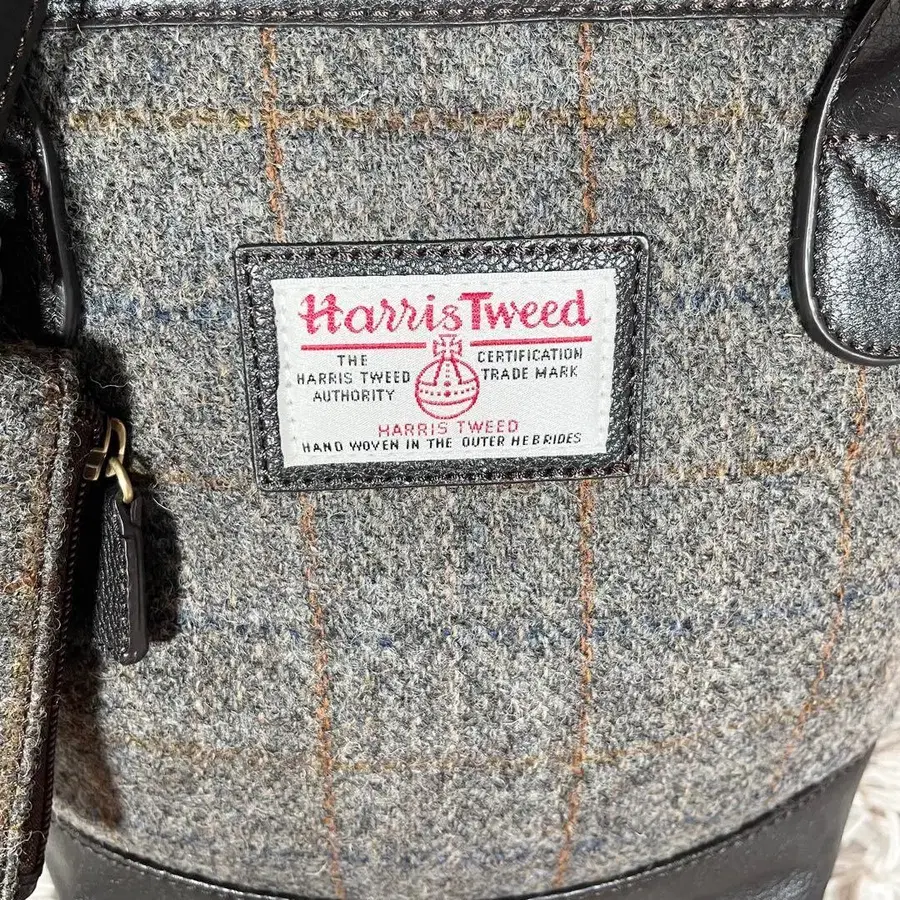 Harris Tweed
THE HARRIS TWEED AUTHORITY
CERTIFICATION TRADE MARK
HARRIS TWEED
HAND WOVEN IN THE OUTER HEBRIDES